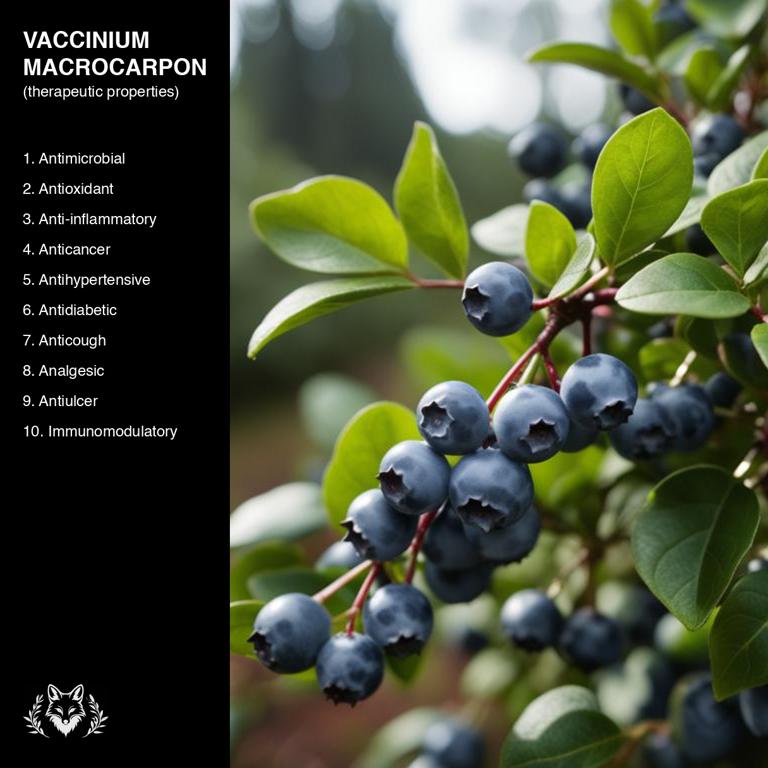 VACCINIUM
MACROCARPON
(therapeutic properties)
1. Antimicrobial
2. Antioxidant
3. Anti-inflammatory
4. Anticancer
5. Antihypertensive
6. Antidiabetic
7. Anticough
8. Analgesic
9. Antiulcer
10. Immunomodulatory